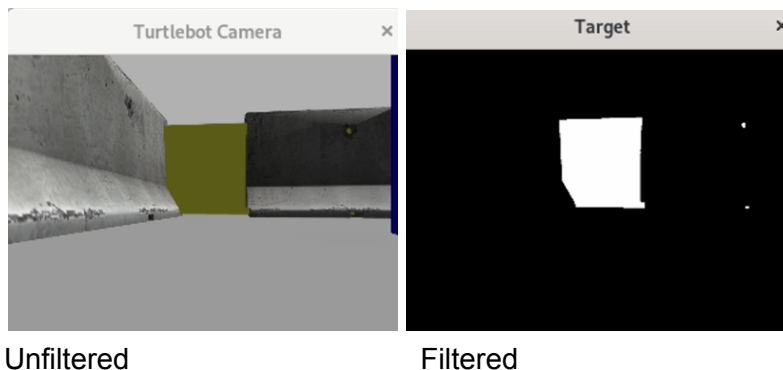 Turtlebot Camera ×
Target ×
Unfiltered
Filtered